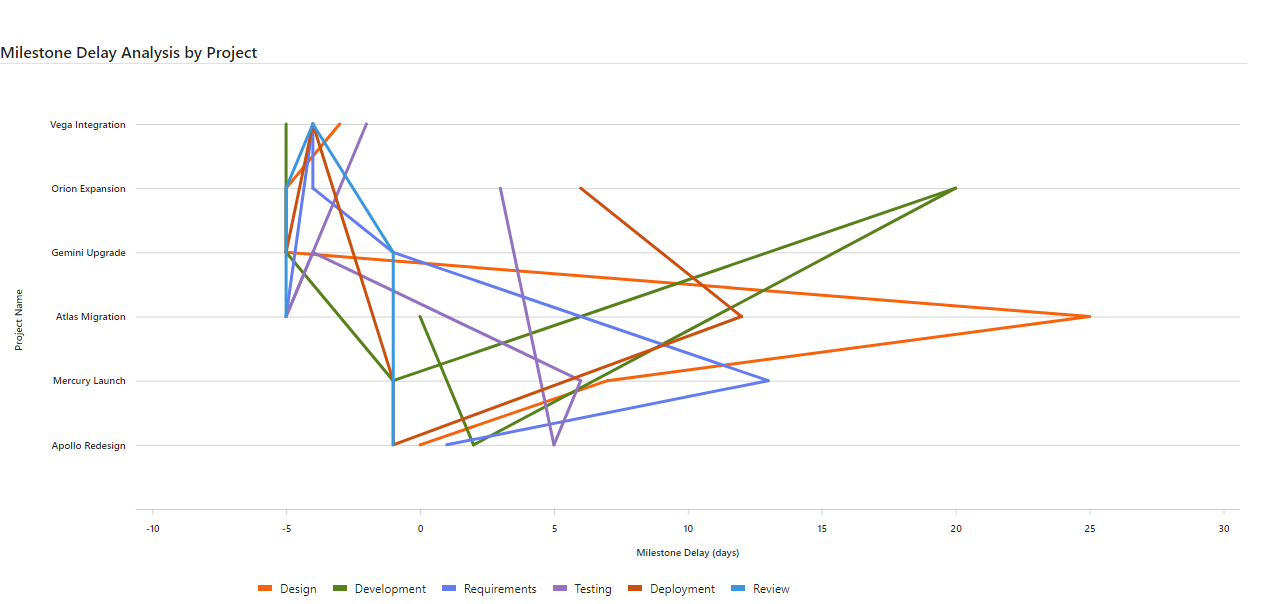 Milestone Delay Analysis by Project
Vega Integration
Orion Expansion
Gemini Upgrade
Atlas Migration
Mercury Launch
Apollo Redesign
Project Name
-10 -5 0 5 10 15 20 25 30
Milestone Delay (days)
Design Development Requirements Testing Deployment Review